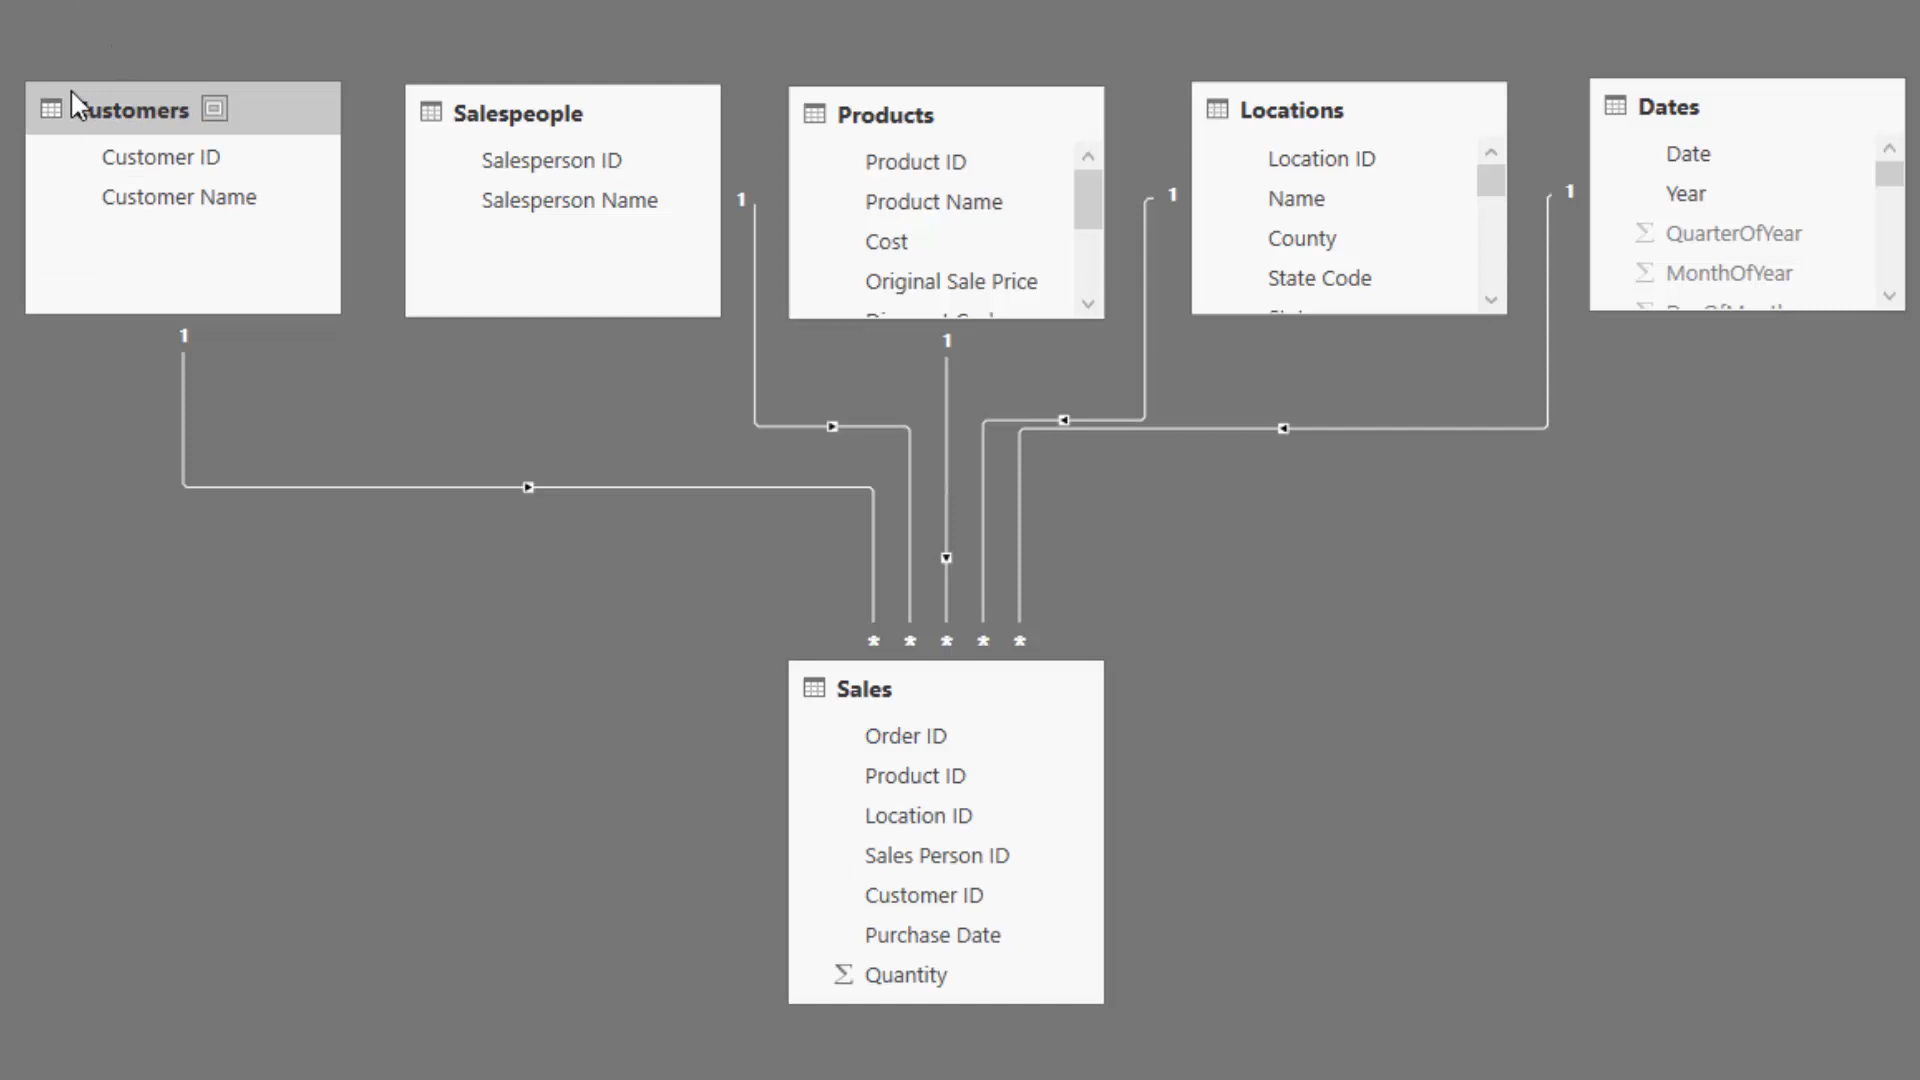 Customers
Customer ID
Customer Name
1
Salespeople
Salesperson ID
Salesperson Name
1
Products
Product ID
Product Name
Cost
Original Sale Price
1
Locations
Location ID
Name
County
State Code
1
Dates
Date
Year
QuarterOfYear
MonthOfYear
1
* * * * *
Sales
Order ID
Product ID
Location ID
Sales Person ID
Customer ID
Purchase Date
Quantity